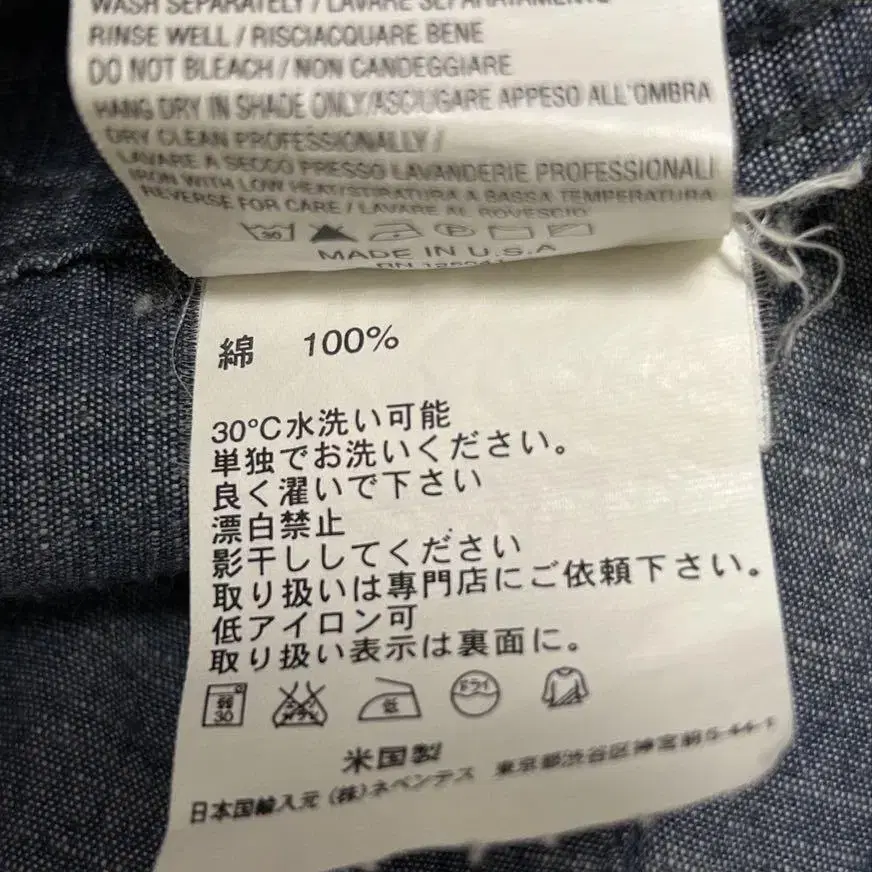 WASH SEPARATELY / LAVARE SEPARATAMENTE
RINSE WELL / RISCIACQUARE BENE
DO NOT BLEACH / NON CANDEGGIARE
HANG DRY IN SHADE ONLY/ASCIUGARE APPESO ALL'OMBRA
DRY CLEAN PROFESSIONALLY /
LAVARE A SECCO PRESSO LAVANDERIE PROFESSIONALI
IRON WITH LOW HEAT/STIRATURA A BASSA TEMPERATURA
REVERSE FOR CARE / LAVARE AL ROVESCIO
30 P
MADE IN U.S.A
RN
綿 100%
30℃水洗い可能
単独でお洗いください。
良く濯いで下さい
漂白禁止
影干ししてください
取り扱いは専門店にご依頼下さい。
低アイロン可
取り扱い表示は裏面に。
弱 30 低 ドライ
米国製
日本国輸入元 (株)ネペンテス 東京都渋谷区神宮前5-44-1